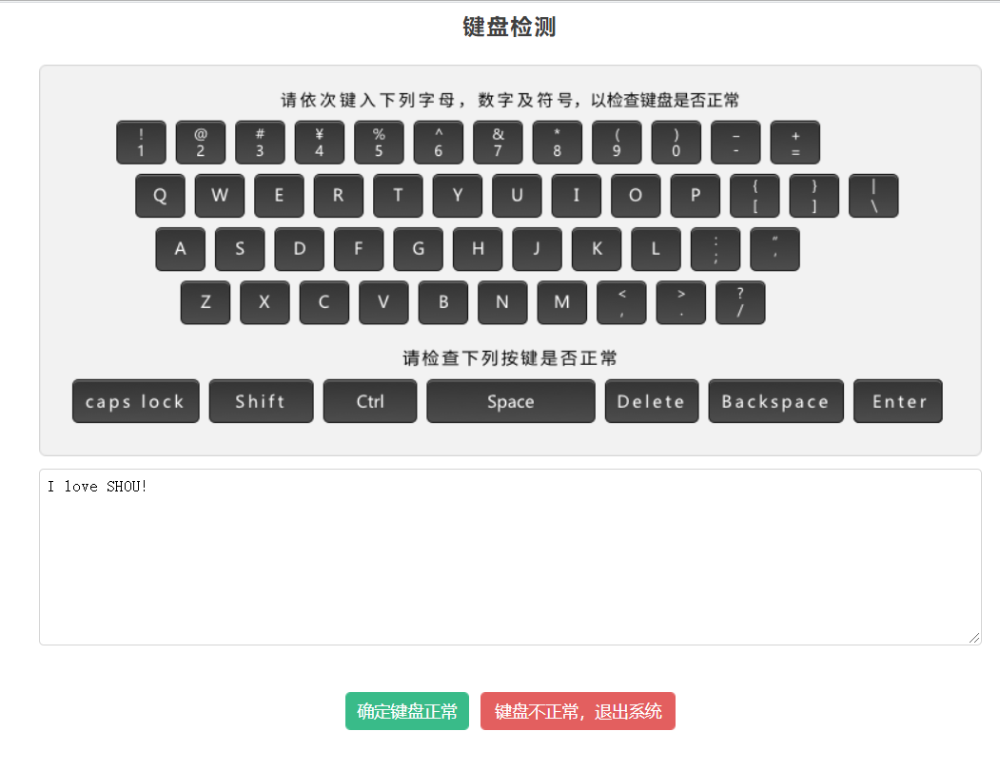 键盘检测
请依次键入下列字母，数字及符号，以检查键盘是否正常
! @ # ¥ % ^ & * ( ) – +
1 2 3 4 5 6 7 8 9 0 - =
{ } |
Q W E R T Y U I O P [ ] \
: "
A S D F G H J K L ; '
< > ?
Z X C V B N M , . /
请检查下列按键是否正常
caps lock Shift Ctrl Space Delete Backspace Enter
I love SHOU!
确定键盘正常 键盘不正常，退出系统